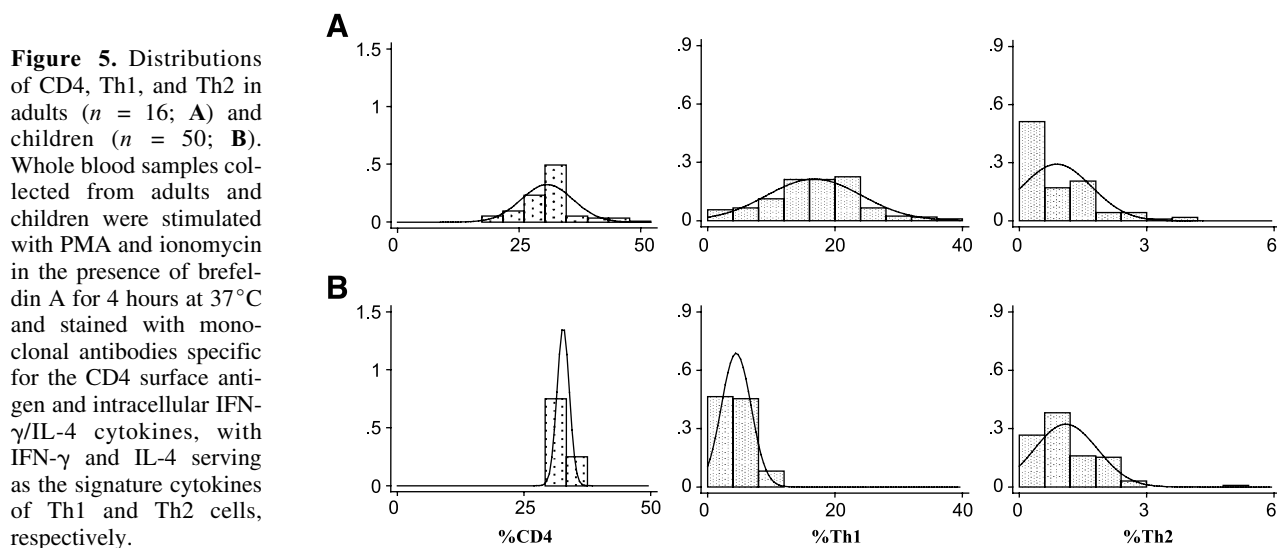 Figure 5. Distributions
of CD4, Th1, and Th2 in
adults (n = 16; A) and
children (n = 50; B).
Whole blood samples col-
lected from adults and
children were stimulated
with PMA and ionomycin
in the presence of brefel-
din A for 4 hours at 37°C
and stained with mono-
clonal antibodies specific
for the CD4 surface anti-
gen and intracellular IFN-
γ/IL-4 cytokines, with
IFN-γ and IL-4 serving
as the signature cytokines
of Th1 and Th2 cells,
respectively.
A
1.5
1
.5
0
0 25 50
.9
.6
.3
0
0 20 40
.9
.6
.3
0
0 3 6
B
1.5
1
.5
0
0 25 50
%CD4
.9
.6
.3
0
0 20 40
%Th1
.9
.6
.3
0
0 3 6
%Th2